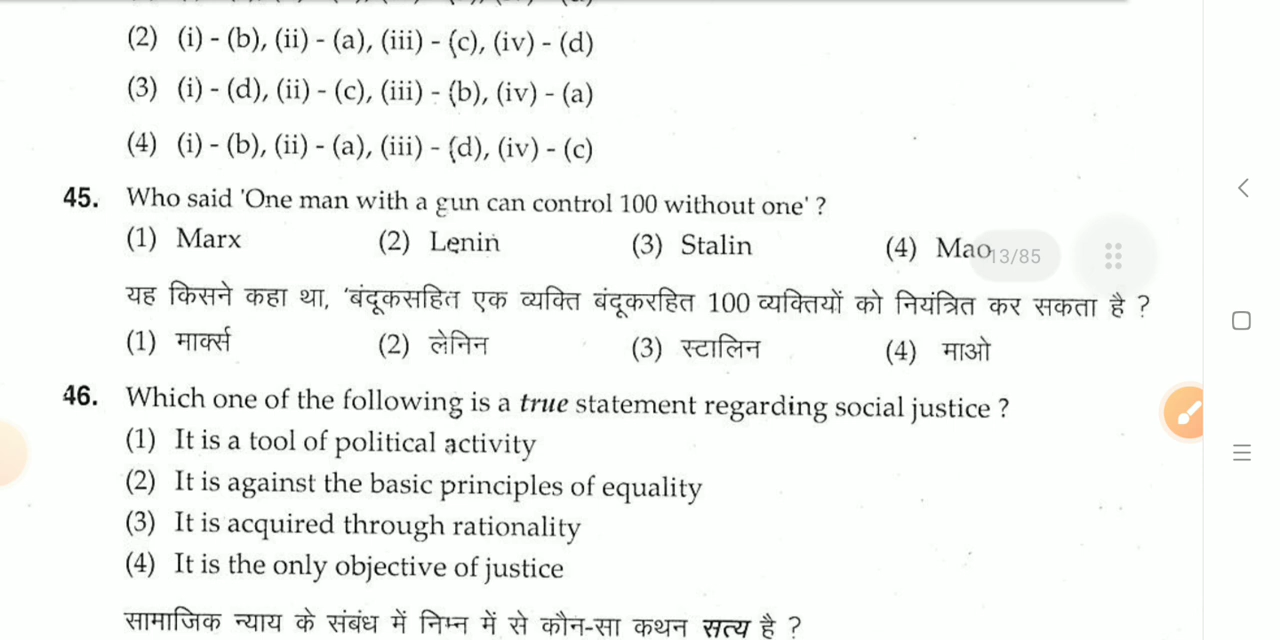 (2) (i) - (b), (ii) - (a), (iii) - (c), (iv) - (d)
(3) (i) - (d), (ii) - (c), (iii) - (b), (iv) - (a)
(4) (i) - (b), (ii) - (a), (iii) - (d), (iv) - (c)
45. Who said 'One man with a gun can control 100 without one' ?
(1) Marx (2) Lenin (3) Stalin (4) Mao
13/85
यह किसने कहा था, 'बंदूकसहित एक व्यक्ति बंदूकरहित 100 व्यक्तियों को नियंत्रित कर सकता है ?
(1) मार्क्स (2) लेनिन (3) स्टालिन (4) माओ
46. Which one of the following is a true statement regarding social justice ?
(1) It is a tool of political activity
(2) It is against the basic principles of equality
(3) It is acquired through rationality
(4) It is the only objective of justice
सामाजिक न्याय के संबंध में निम्न में से कौन-सा कथन सत्य है ?